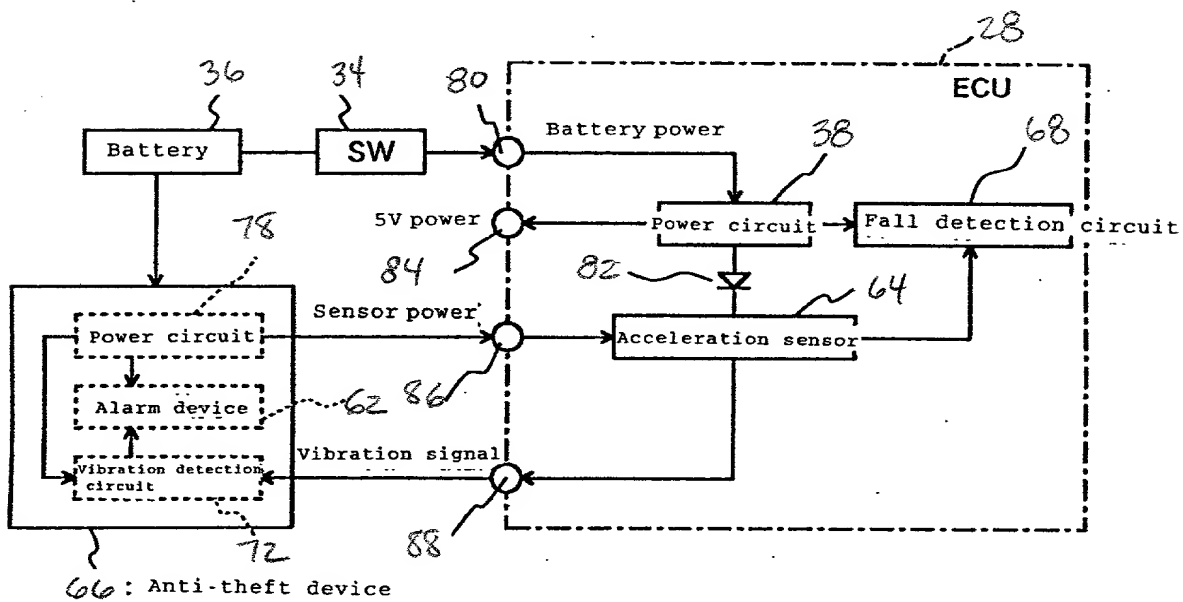 28
ECU
36
34
80
Battery
SW
Battery power
38
68
5V power
84
Power circuit
Fall detection circuit
78
82
64
Sensor power
86
Power circuit
Acceleration sensor
Alarm device
62
Vibration signal
88
Vibration detection
circuit
72
66: Anti-theft device